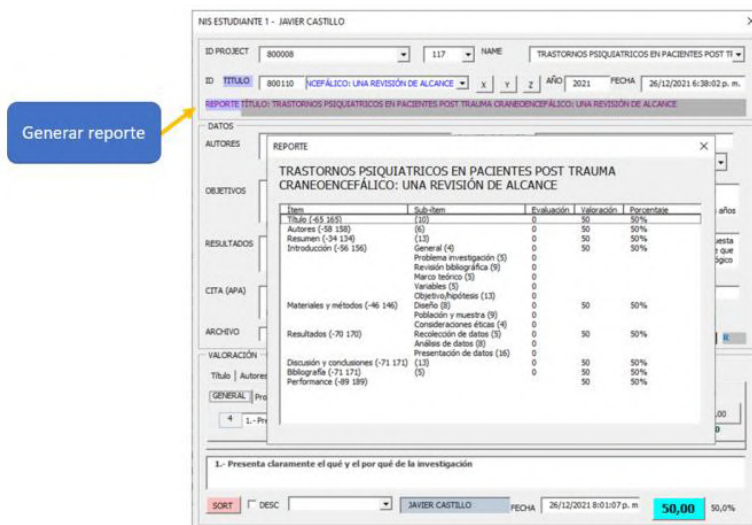 NIS ESTUDIANTE 1 - JAVIER CASTILLO
ID PROJECT 800008 117 NAME TRASTORNOS PSIQUIATRICOS EN PACIENTES POST TF
ID TITULO 800110 NCEFÁLICO: UNA REVISIÓN DE ALCANCE X Y Z AÑO 2021 FECHA 26/12/2021 6:38:02 p. m.
REPORTE TÍTULO: TRASTORNOS PSIQUIATRICOS EN PACIENTES POST TRAUMA CRANEOENCEFÁLICO: UNA REVISIÓN DE ALCANCE
Generar reporte
DATOS
AUTORES
REPORTE
TRASTORNOS PSIQUIATRICOS EN PACIENTES POST TRAUMA
CRANEOENCEFÁLICO: UNA REVISIÓN DE ALCANCE
OBJETIVOS
años
Ítem Sub-ítem Evaluación Valoración Porcentaje
Título (-65 165) (10) 0 50 50%
Autores (-58 158) (6) 0 50 50%
Resumen (-34 134) (13) 0 50 50%
Introducción (-56 156) General (4) 0 50 50%
Problema investigación (5) 0
Revisión bibliográfica (9) 0
Marco teórico (5) 0
Variables (5) 0
Objetivo/hipótesis (13) 0
Materiales y métodos (-46 146) Diseño (8) 0 50 50%
Población y muestra (9) 0
Consideraciones éticas (4) 0
Resultados (-70 170) Recolección de datos (5) 0 50 50%
Análisis de datos (8) 0
Presentación de datos (16) 0
Discusión y conclusiones (-71 171) (13) 0 50 50%
Bibliografía (-71 171) (5) 0 50 50%
Performance (-89 189) 50 50%
RESULTADOS
uesta
e que
ógico
CITA (APA)
ARCHIVO
R
VALORACIÓN
Título Autores
GENERAL Pro
4 1.- Pre
,00
0
1.- Presenta claramente el qué y el por qué de la investigación
SORT DESC JAVIER CASTILLO FECHA 26/12/2021 8:01:07 p. m 50,00 50,0%